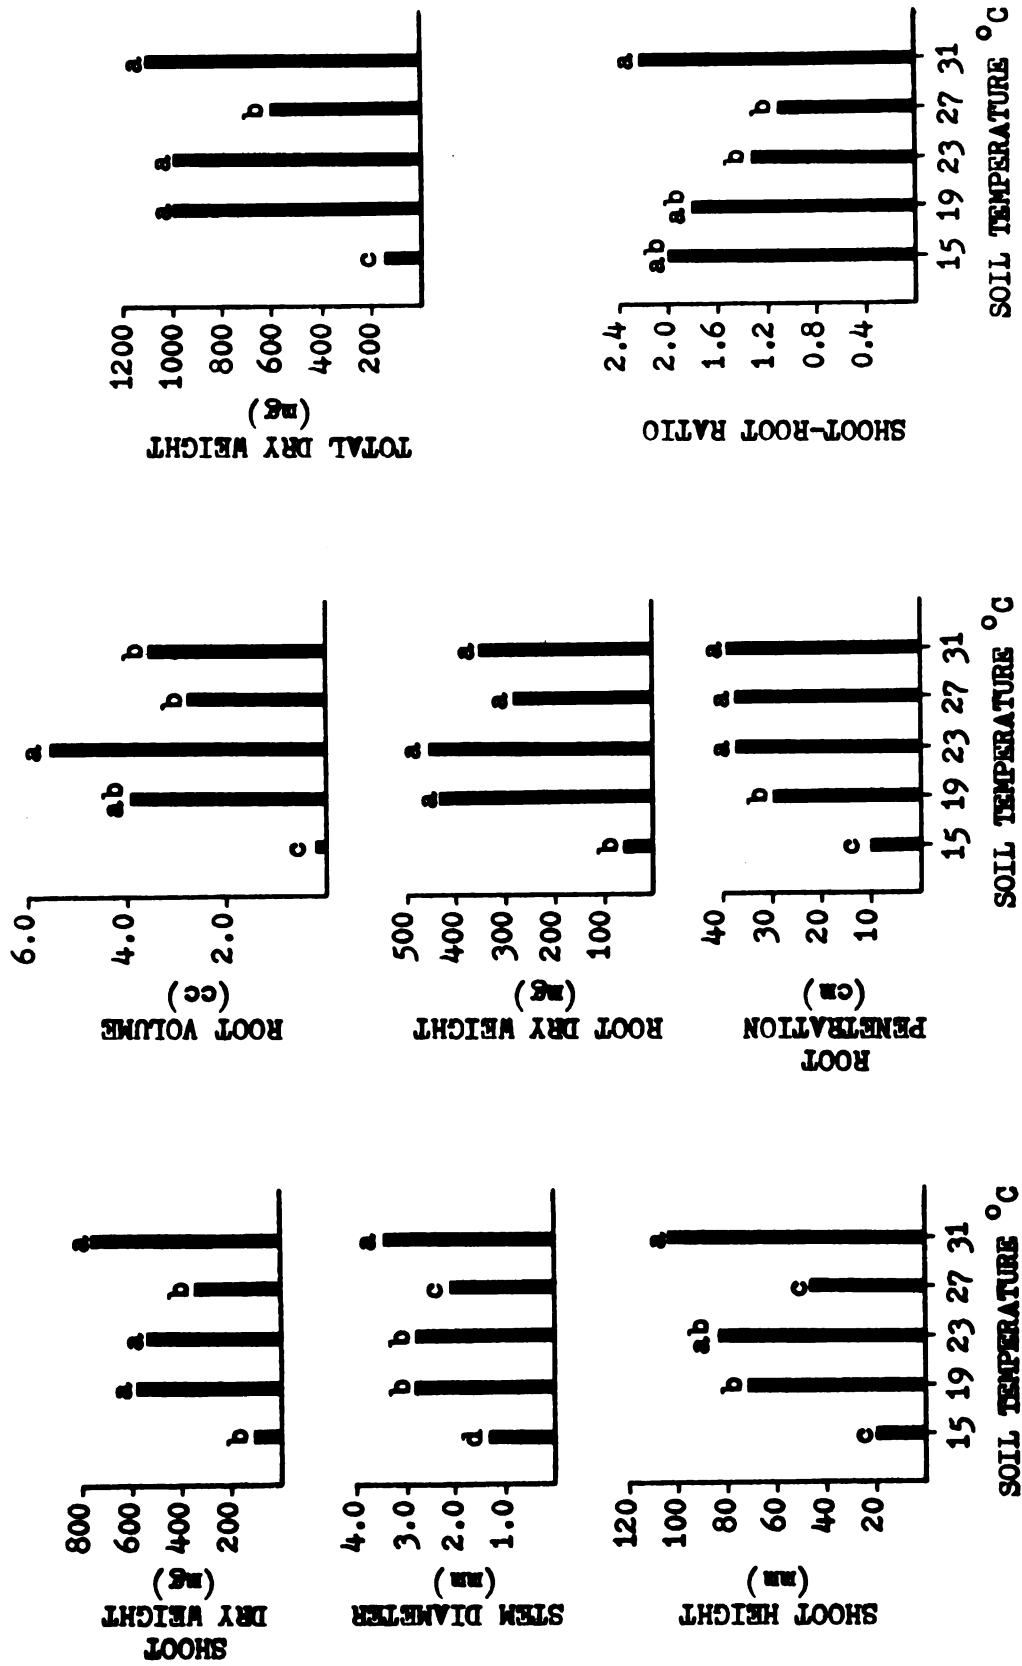 SHOOT
DRY WEIGHT
(mg)
800
600
400
200
b
a
a
b
a
STEM DIAMETER
(mm)
4.0
3.0
2.0
1.0
d
b
b
c
a
SHOOT HEIGHT
(mm)
120
100
80
60
40
20
c
b
ab
c
a
15 19 23 27 31
SOIL TEMPERATURE °C
ROOT VOLUME
(cc)
6.0
4.0
2.0
c
ab
a
b
b
ROOT DRY WEIGHT
(mg)
500
400
300
200
100
b
a
a
a
a
ROOT
PENETRATION
(cm)
40
30
20
10
c
b
a
a
a
15 19 23 27 31
SOIL TEMPERATURE °C
TOTAL DRY WEIGHT
(mg)
1200
1000
800
600
400
200
c
a
a
b
a
SHOOT-ROOT RATIO
2.4
2.0
1.6
1.2
0.8
0.4
ab
ab
b
b
a
15 19 23 27 31
SOIL TEMPERATURE °C